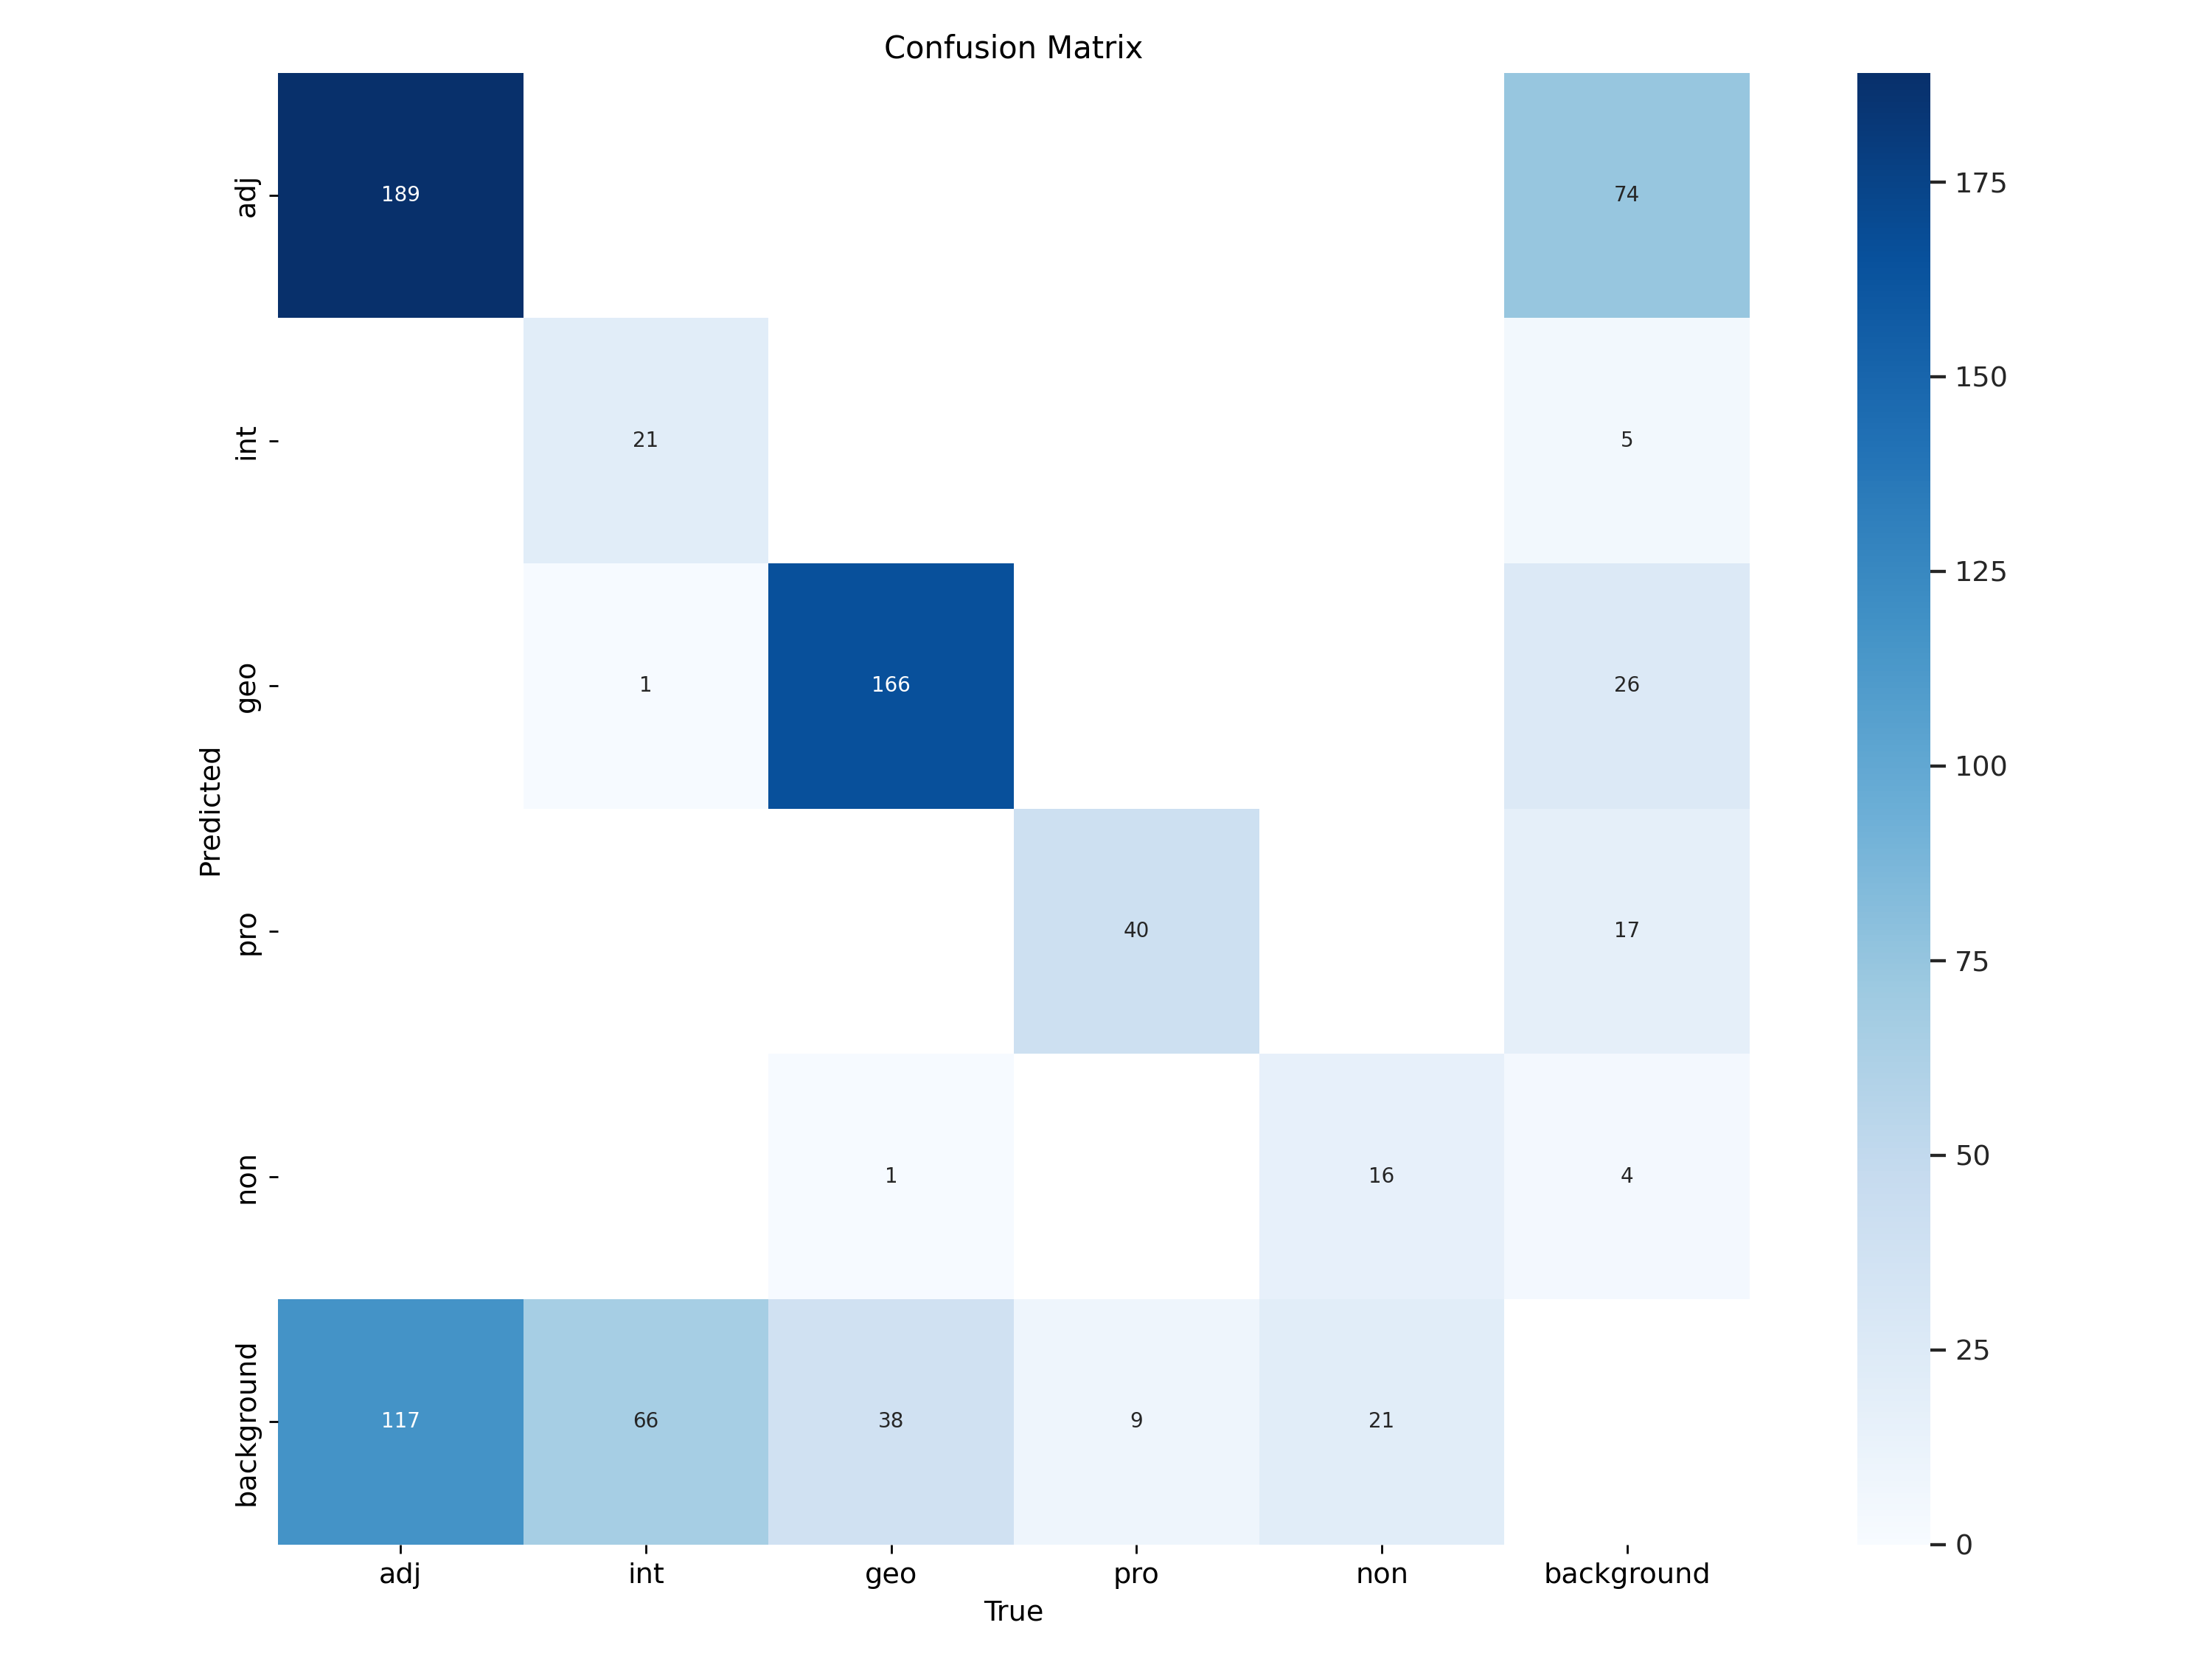 Confusion Matrix
adj 189 74 175
150
int 21 5
125
geo 1 166 26
100
Predicted
pro 40 17
75
50
non 1 16 4
25
background 117 66 38 9 21
0
adj int geo pro non background
True